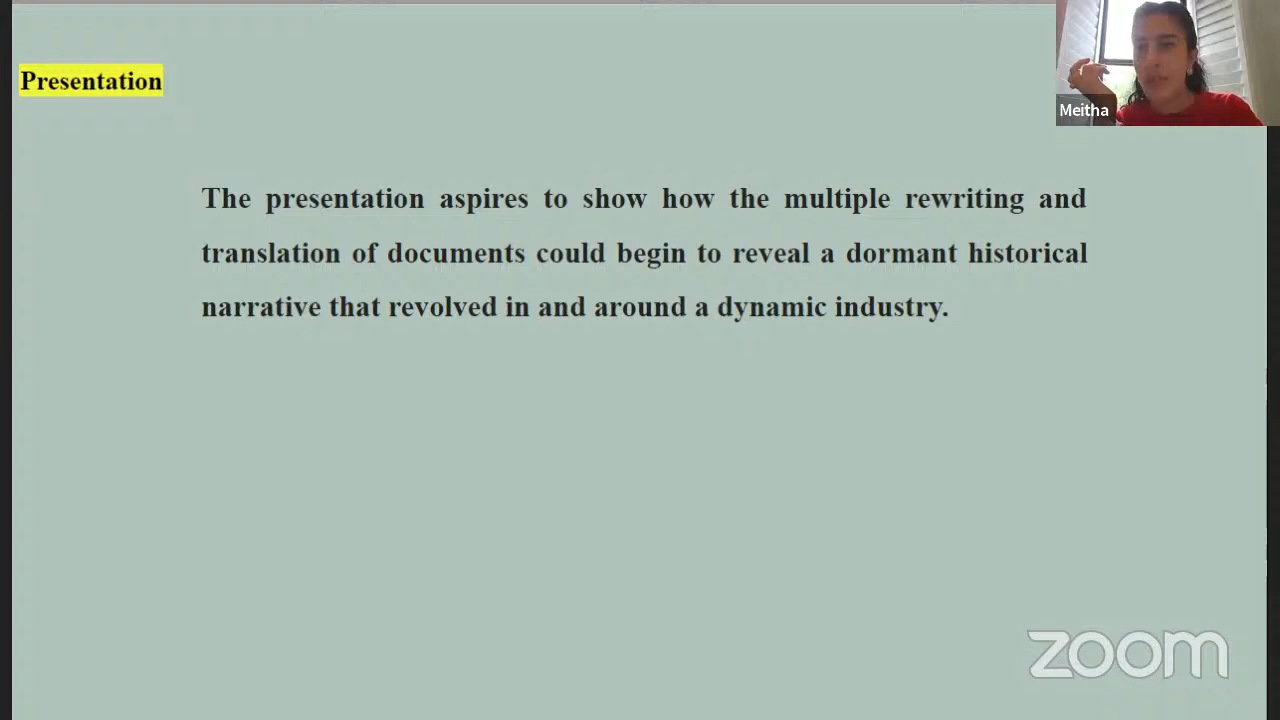 Presentation
Meitha
The presentation aspires to show how the multiple rewriting and
translation of documents could begin to reveal a dormant historical
narrative that revolved in and around a dynamic industry.
zoom